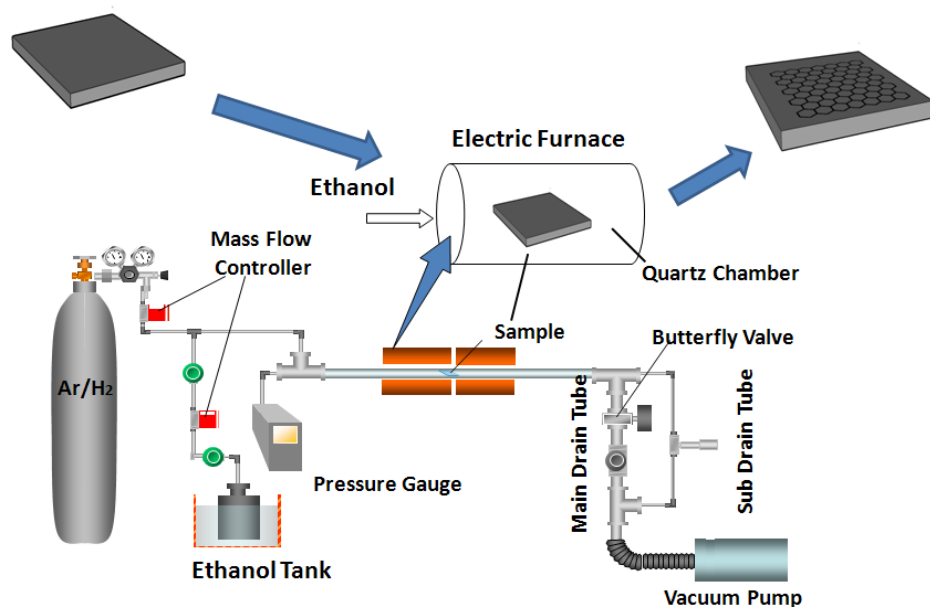 Electric Furnace
Ethanol
Mass Flow
Controller
Quartz Chamber
Sample
Butterfly Valve
Ar/H₂
Main Drain Tube
Sub Drain Tube
Pressure Gauge
Ethanol Tank
Vacuum Pump